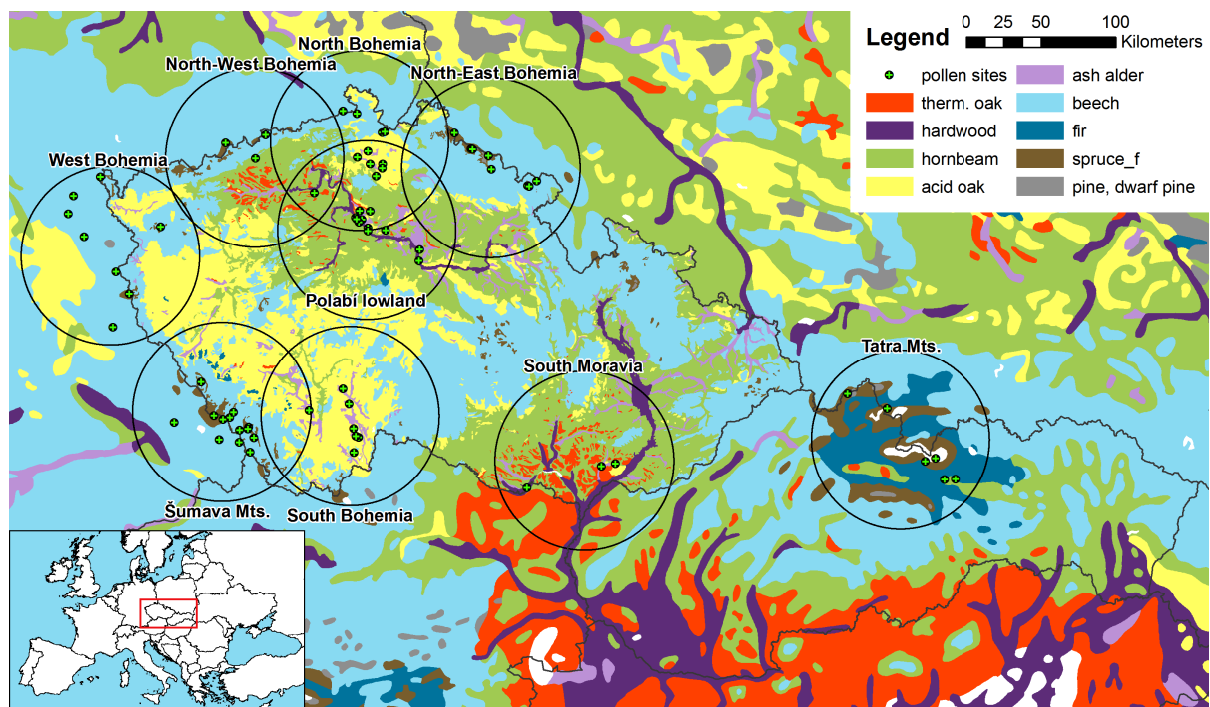 North Bohemia
North-West Bohemia
North-East Bohemia
West Bohemia
Polabí lowland
South Moravia
Tatra Mts.
Šumava Mts.
South Bohemia
Legend
0 25 50 100
Kilometers
pollen sites
therm. oak
hardwood
hornbeam
acid oak
ash alder
beech
fir
spruce_f
pine, dwarf pine